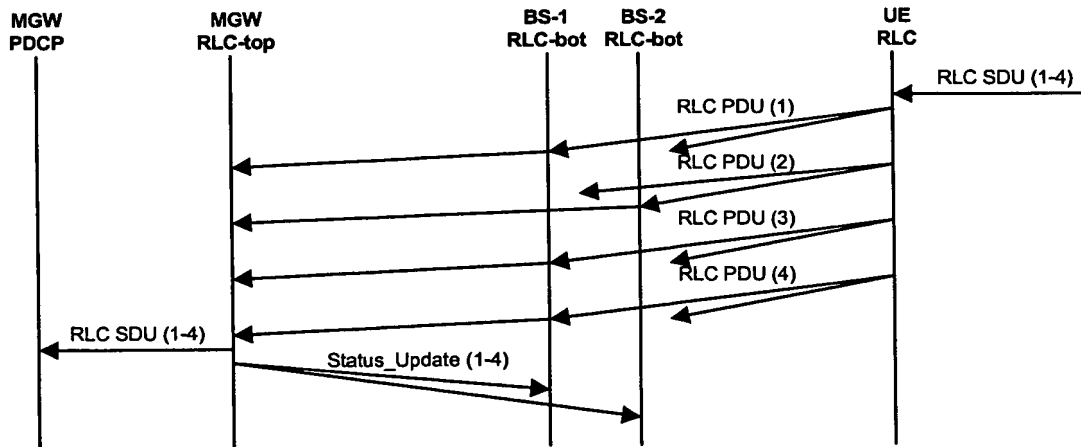 MGW
PDCP
MGW
RLC-top
BS-1
RLC-bot
BS-2
RLC-bot
UE
RLC
RLC SDU (1-4)
RLC PDU (1)
RLC PDU (2)
RLC PDU (3)
RLC PDU (4)
RLC SDU (1-4)
Status_Update (1-4)